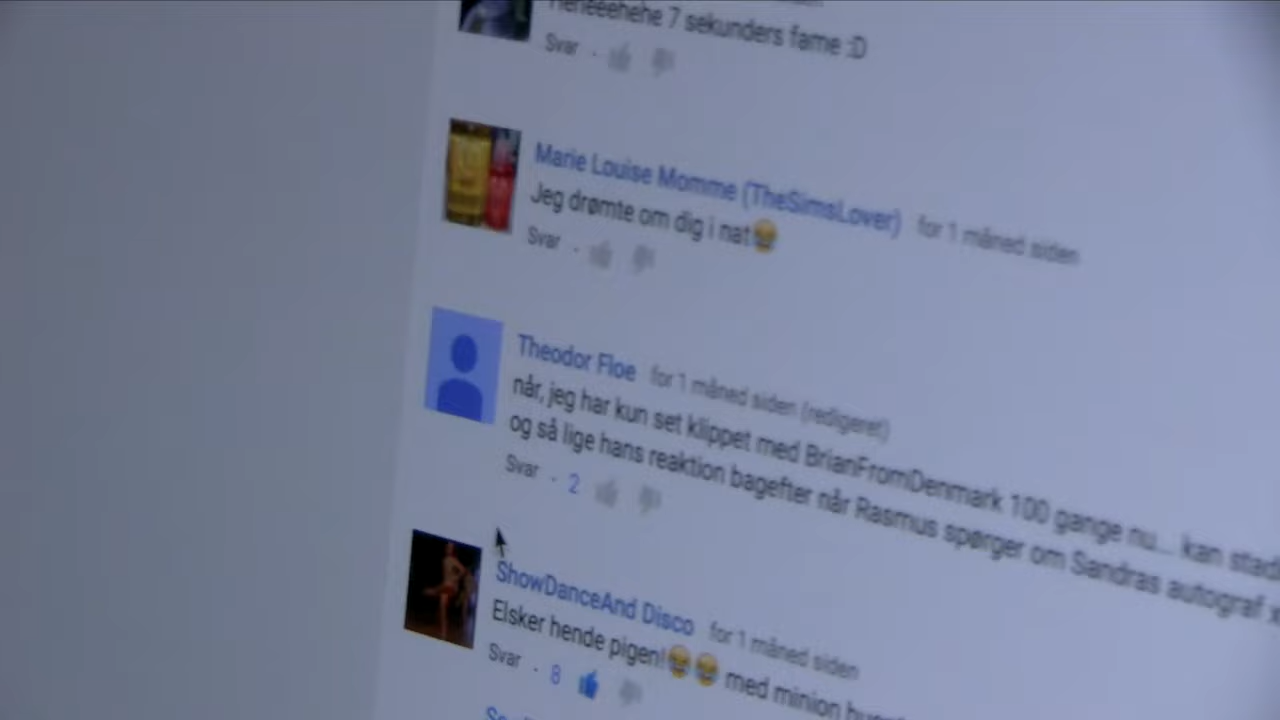 Heheeehehe 7 sekunders fame :D
Svar ·
Marie Louise Momme (TheSimsLover) for 1 måned siden
Jeg drømte om dig i nat
Svar ·
Theodor Floe for 1 måned siden (redigeret)
når, jeg har kun set klippet med BrianFromDenmark 100 gange nu... kan
og så lige hans reaktion bagefter når Rasmus spørger om Sandras autograf
Svar · 2
ShowDanceAnd Disco for 1 måned siden
Elsker hende pigen! med minion
Svar · 8